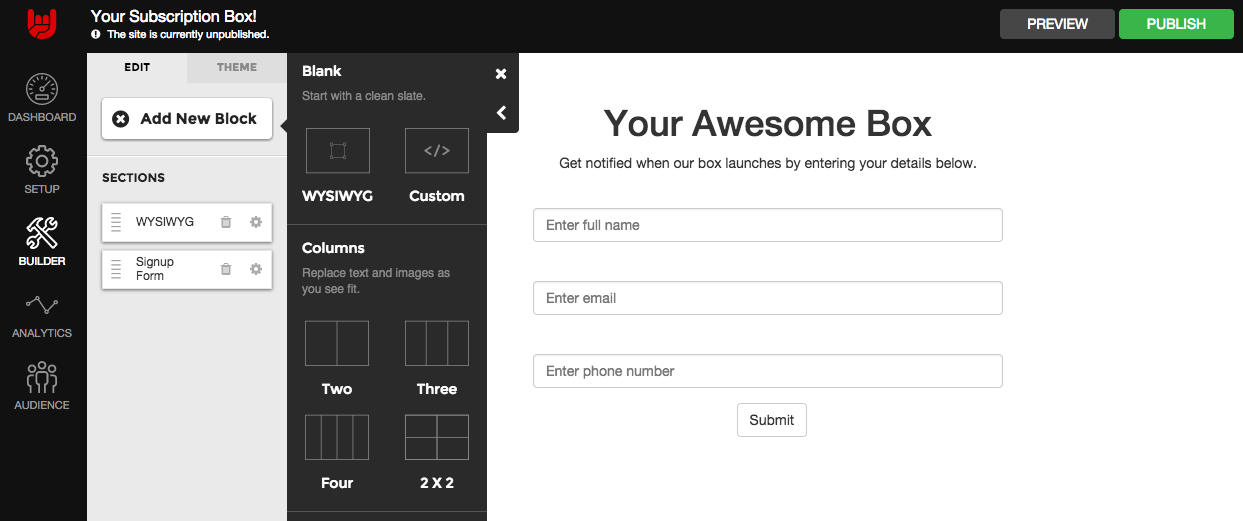 Your Subscription Box!
The site is currently unpublished.
PREVIEW
PUBLISH
DASHBOARD
SETUP
BUILDER
ANALYTICS
AUDIENCE
EDIT
THEME
Add New Block
SECTIONS
WYSIWYG
Signup
Form
Blank
Start with a clean slate.
</>
WYSIWYG
Custom
Columns
Replace text and images as
you see fit.
Two
Three
Four
2 X 2
Your Awesome Box
Get notified when our box launches by entering your details below.
Enter full name
Enter email
Enter phone number
Submit